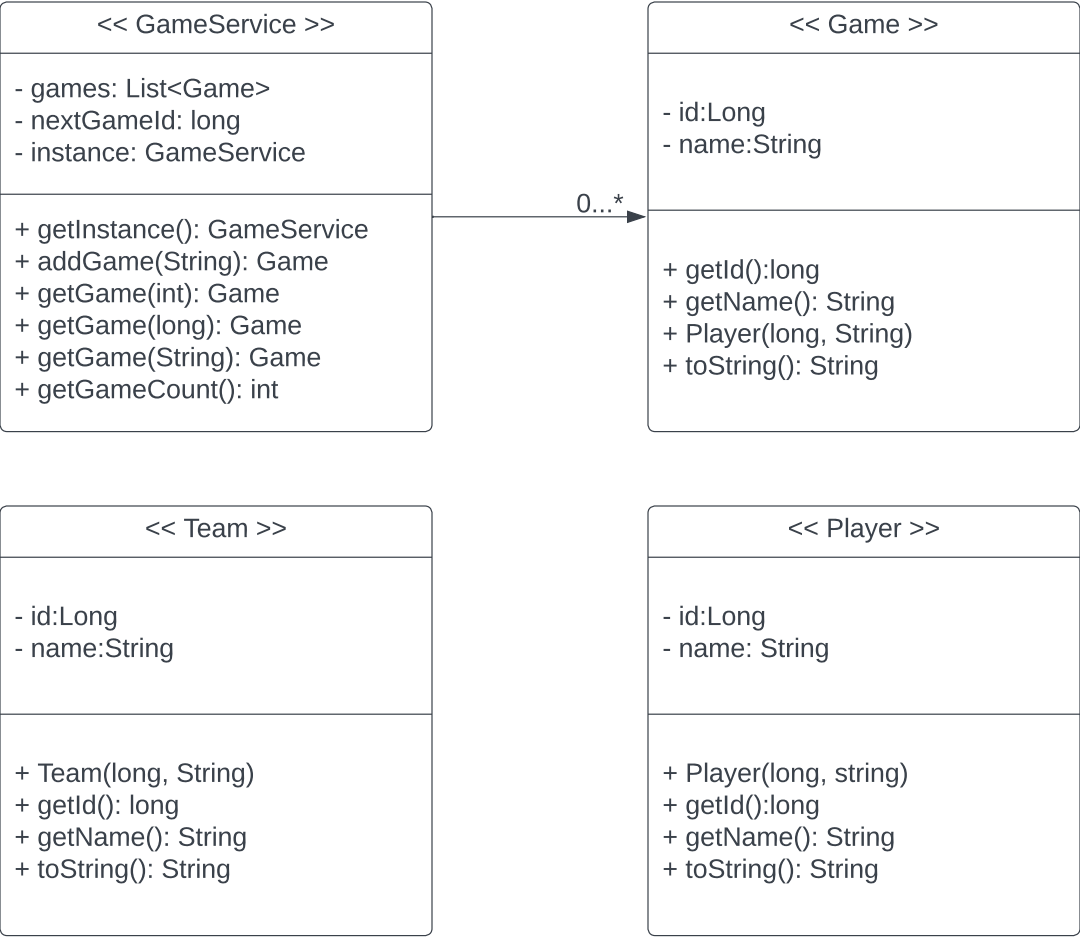 << GameService >>
- games: List<Game>
- nextGameId: long
- instance: GameService
+ getInstance(): GameService
+ addGame(String): Game
+ getGame(int): Game
+ getGame(long): Game
+ getGame(String): Game
+ getGameCount(): int
0...*
<< Game >>
- id:Long
- name:String
+ getId():long
+ getName(): String
+ Player(long, String)
+ toString(): String
<< Team >>
- id:Long
- name:String
+ Team(long, String)
+ getId(): long
+ getName(): String
+ toString(): String
<< Player >>
- id:Long
- name: String
+ Player(long, string)
+ getId():long
+ getName(): String
+ toString(): String